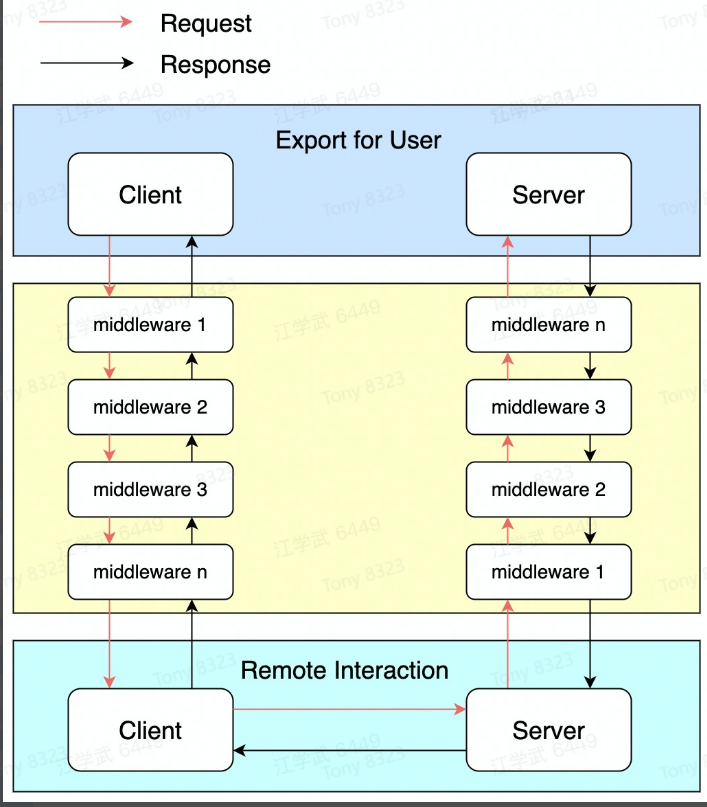 Request
Response
Export for User
Client
Server
middleware 1
middleware n
middleware 2
middleware 3
middleware 3
middleware 2
middleware n
middleware 1
Remote Interaction
Client
Server
江学武 6449
Tony 8323